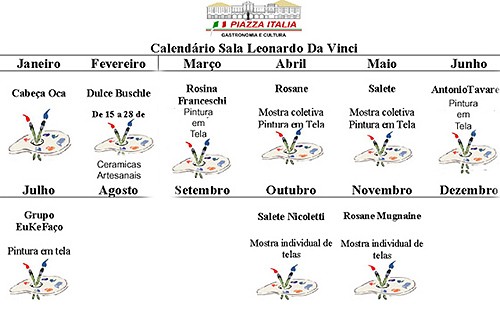 PIAZZA ITALIA
GASTRONOMIA E CULTURA
Calendário Sala Leonardo Da Vinci
Janeiro
Fevereiro
Março
Abril
Maio
Junho
Cabeça Oca
Dulce Buschle
De 15 a 28 de
Ceramicas
Artesanais
Rosina
Franceschi
Pintura
em
Tela
Rosane
Mostra coletiva
Pintura em Tela
Salete
Mostra coletiva
Pintura em Tela
AntonioTavare
Pintura
em
Tela
Julho
Agosto
Setembro
Outubro
Novembro
Dezembro
Grupo
EuKeFaço
Pintura em tela
Salete Nicoletti
Mostra individual de
telas
Rosane Mugnaine
Mostra individual de
telas